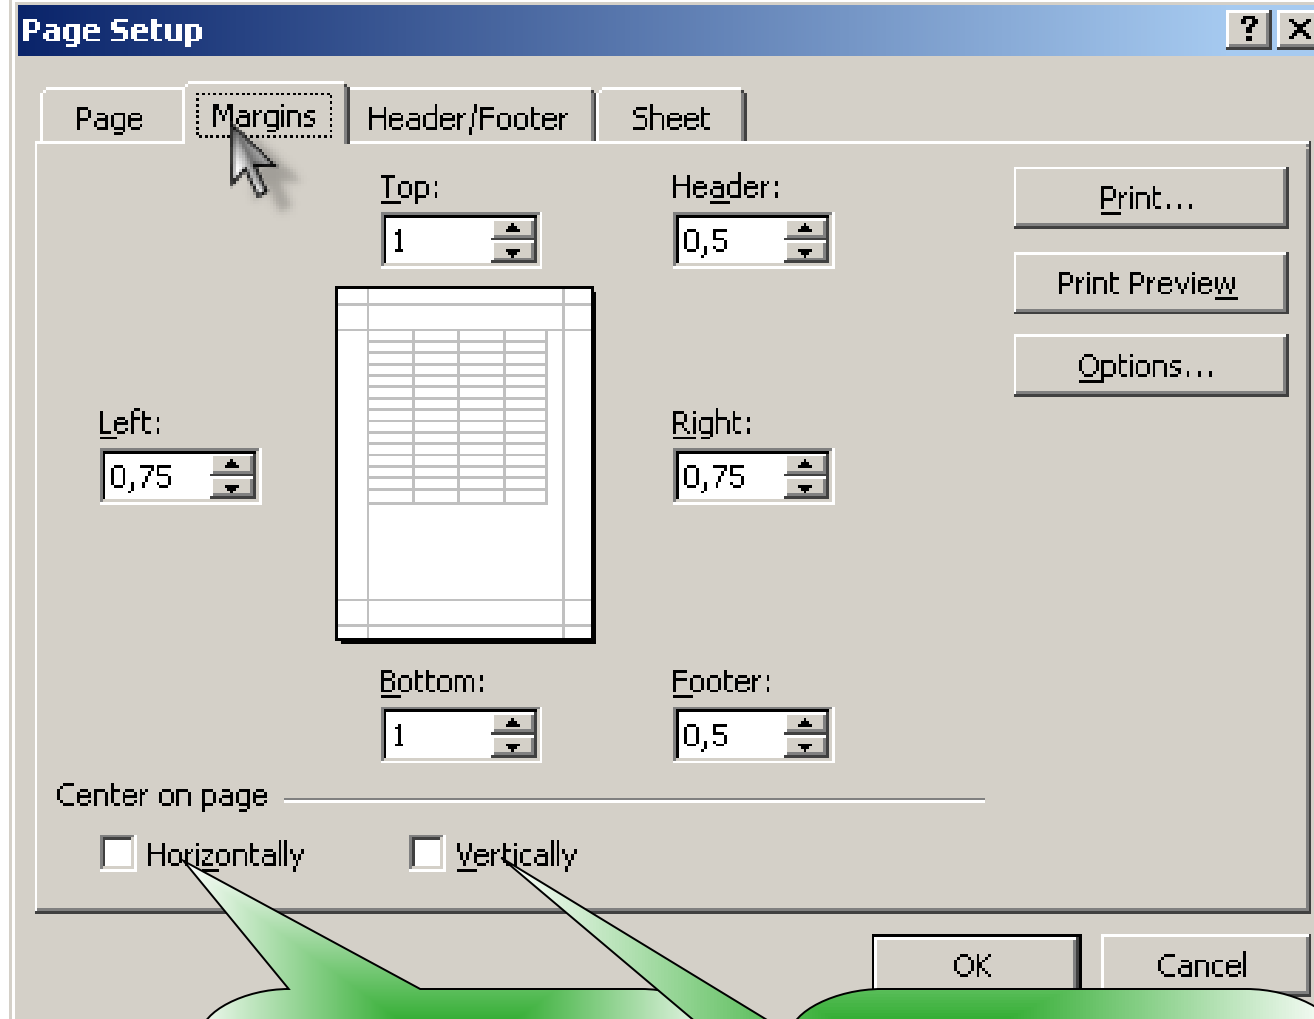 Page Setup
Page Margins Header/Footer Sheet
Top: Header:
1 0,5
Print...
Print Preview
Options...
Left: Right:
0,75 0,75
Bottom: Footer:
1 0,5
Center on page
Horizontally Vertically
OK Cancel